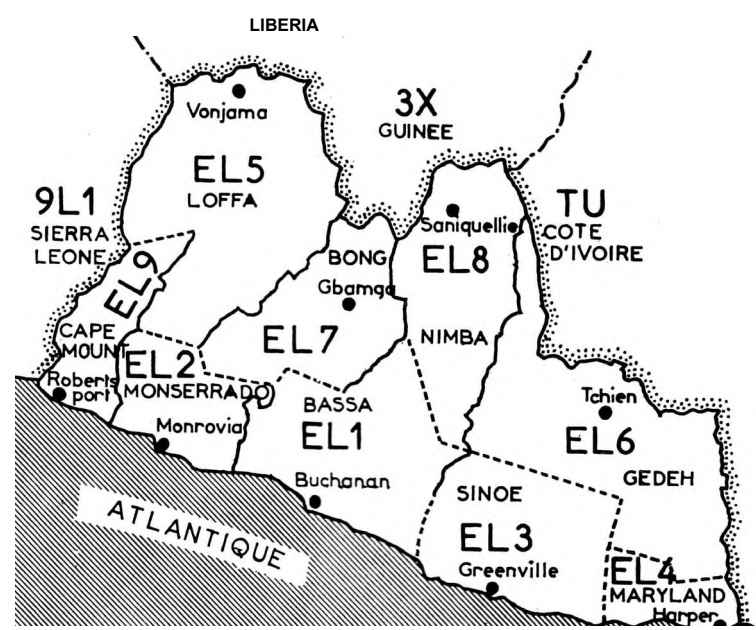 LIBERIA
Vonjama
3X
GUINEE
EL5
LOFFA
9L1
SIERRA
LEONE
TU
COTE
D'IVOIRE
Saniquellie
EL8
BONG
Gbamga
EL9
EL7
NIMBA
CAPE
MOUNT
EL2
MONSERRADO
Roberts
port
BASSA
EL1
Tchien
EL6
Monrovia
GEDEH
Buchanan
SINOE
ATLANTIQUE
EL3
Greenville
EL4
MARYLAND
Harper